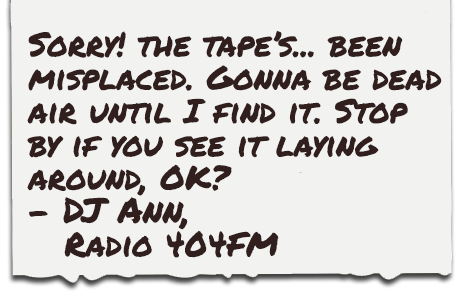 Sorry! the tape's... been
misplaced. Gonna be dead
air until I find it. Stop
by if you see it laying
around, OK?
- DJ Ann,
Radio 404FM